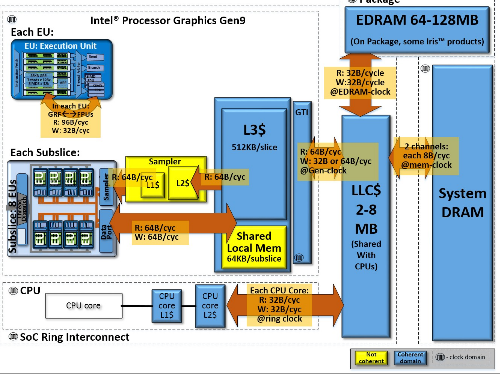 Package
Intel® Processor Graphics Gen9
Each EU:
EU: Execution Unit
In each EU:
GRF FPUs
R: 96B/cyc
W: 32B/cyc
EDRAM 64-128MB
(On Package, some Iris™ products)
R: 32B/cycle
W:32B/cycle
@EDRAM-clock
Each Subslice:
Subslice: 8 EUs
Sampler
Data
Port
R: 64B/cyc
Sampler
L1$
L2$
R: 64B/cyc
R: 64B/cyc
W: 64B/cyc
L3$
512KB/slice
Shared
Local Mem
64KB/subslice
GTI
R: 64B/cyc
W: 32B or 64B/cyc
@Gen-clock
LLC$
2-8
MB
(Shared
With
CPUs)
2 channels:
each 8B/cyc
@mem-clock
System
DRAM
CPU
CPU core
CPU
core
L1$
CPU
core
L2$
Each CPU Core:
R: 32B/cyc
W: 32B/cyc
@ring clock
SoC Ring Interconnect
Not
coherent
Coherent
domain
- clock domain